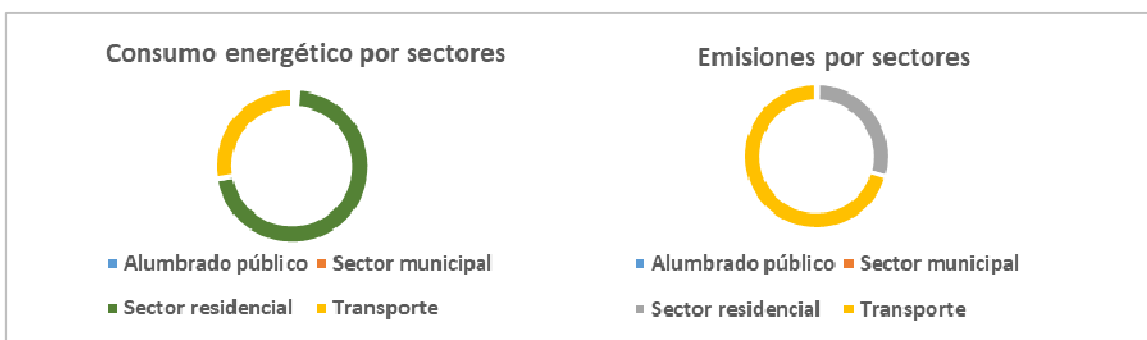 Consumo energético por sectores
Alumbrado público Sector municipal
Sector residencial Transporte
Emisiones por sectores
Alumbrado público Sector municipal
Sector residencial Transporte